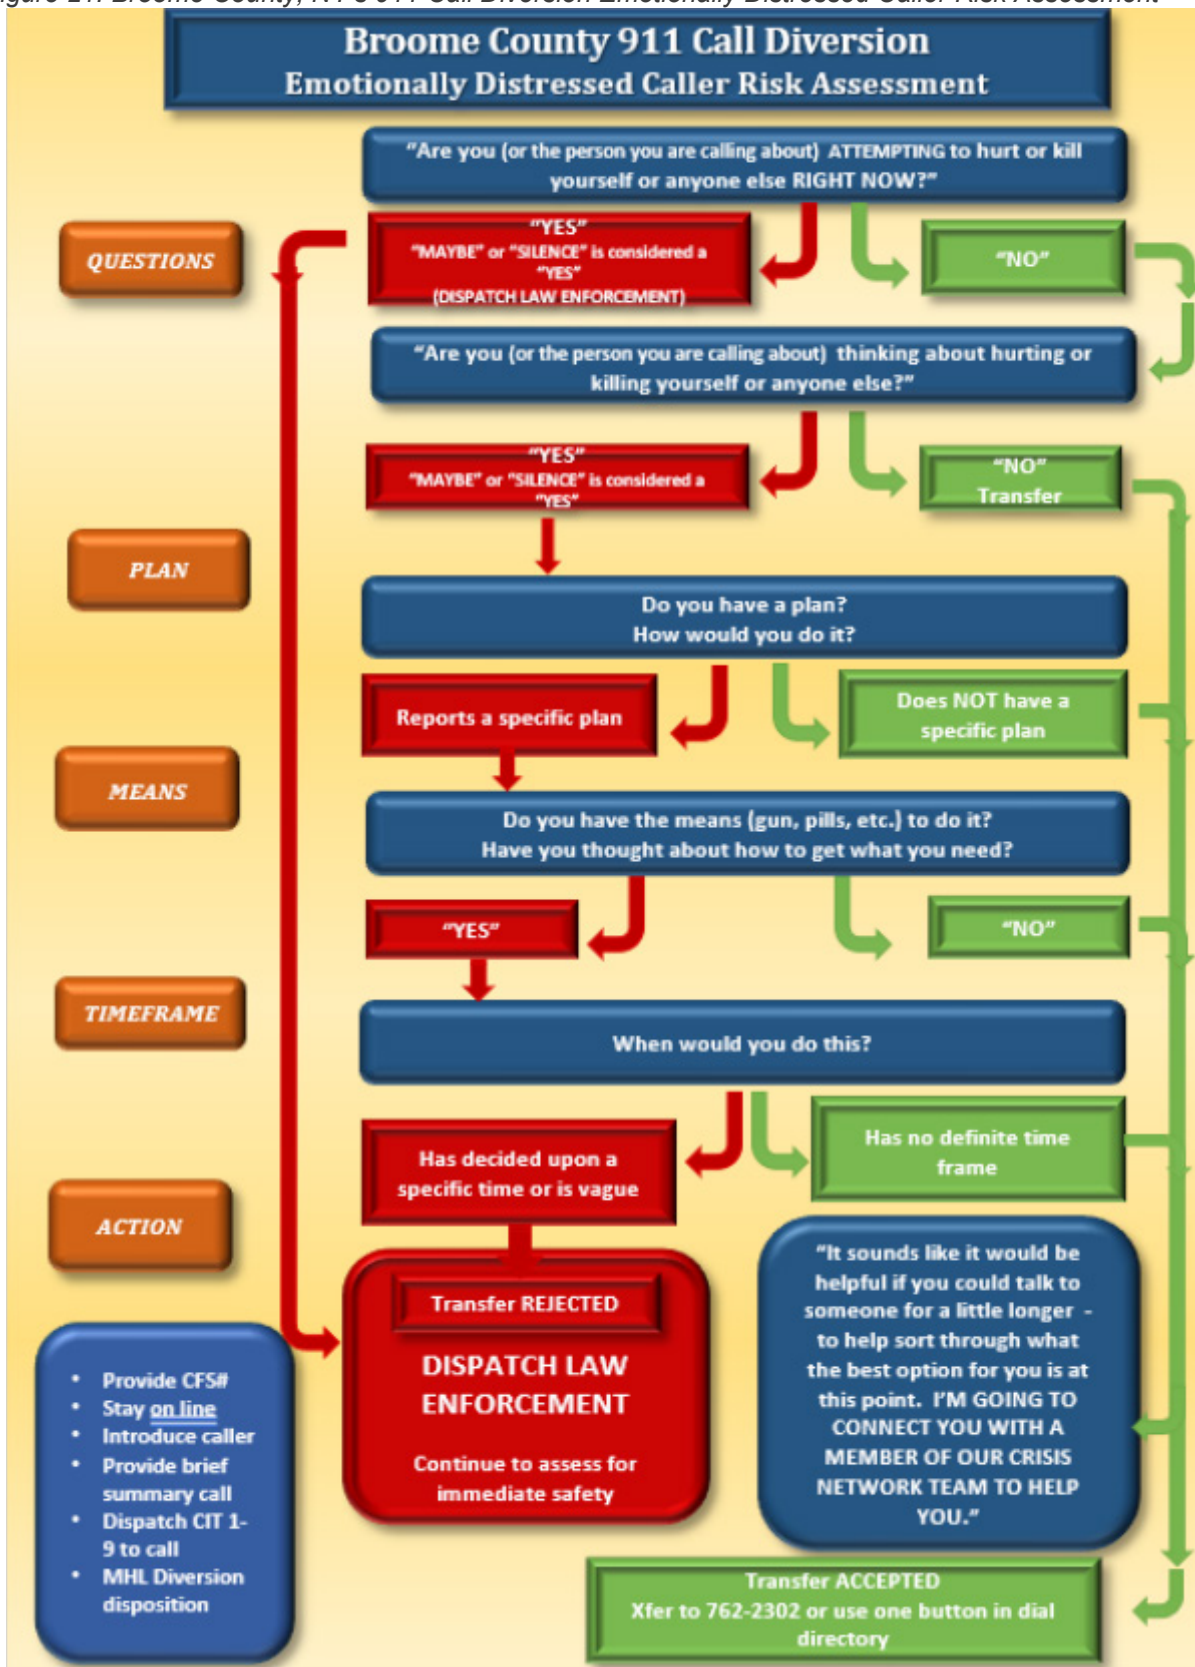 Broome County 911 Call Diversion
Emotionally Distressed Caller Risk Assessment
"Are you (or the person you are calling about) ATTEMPTING to hurt or kill
yourself or anyone else RIGHT NOW?"
QUESTIONS
"YES"
"MAYBE" or "SILENCE" is considered a
"YES"
(DISPATCH LAW ENFORCEMENT)
"NO"
"Are you (or the person you are calling about) thinking about hurting or
killing yourself or anyone else?"
"YES"
"MAYBE" or "SILENCE" is considered a
"YES"
"NO"
Transfer
PLAN
Do you have a plan?
How would you do it?
Reports a specific plan
Does NOT have a
specific plan
MEANS
Do you have the means (gun, pills, etc.) to do it?
Have you thought about how to get what you need?
"YES"
"NO"
TIMEFRAME
When would you do this?
Has decided upon a
specific time or is vague
Has no definite time
frame
ACTION
Transfer REJECTED
DISPATCH LAW
ENFORCEMENT
Continue to assess for
immediate safety
"It sounds like it would be
helpful if you could talk to
someone for a little longer -
to help sort through what
the best option for you is at
this point. I'M GOING TO
CONNECT YOU WITH A
MEMBER OF OUR CRISIS
NETWORK TEAM TO HELP
YOU."
• Provide CFS#
• Stay on line
• Introduce caller
• Provide brief
summary call
• Dispatch CIT 1-
9 to call
• MHL Diversion
disposition
Transfer ACCEPTED
Xfer to 762-2302 or use one button in dial
directory